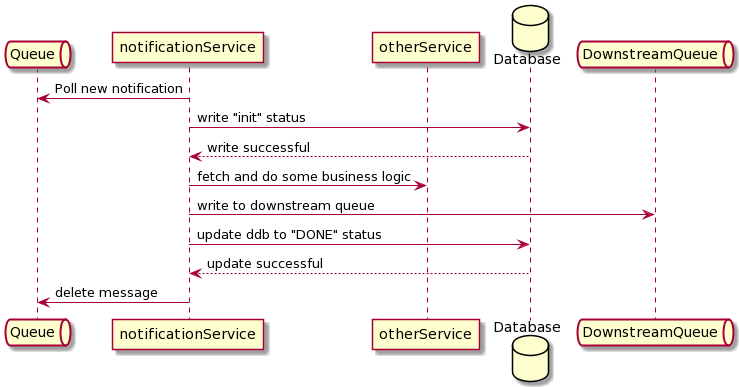 Queue
notificationService
otherService
Database
DownstreamQueue
Poll new notification
write "init" status
write successful
fetch and do some business logic
write to downstream queue
update ddb to "DONE" status
update successful
delete message
Queue
notificationService
otherService
Database
DownstreamQueue